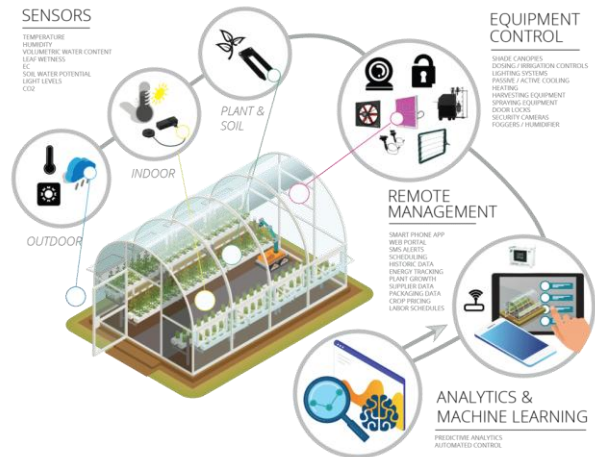 SENSORS
TEMPERATURE
HUMIDITY
VOLUMETRIC WATER CONTENT
LEAF WETNESS
EC
SOIL WATER POTENTIAL
LIGHT LEVELS
CO2
PLANT &
SOIL
INDOOR
OUTDOOR
EQUIPMENT
CONTROL
SHADE CANOPIES
DOSING / IRRIGATION CONTROLS
LIGHTING SYSTEMS
PASSIVE / ACTIVE COOLING
HEATING
HARVESTING EQUIPMENT
SPRAYING EQUIPMENT
DOOR LOCKS
SECURITY CAMERAS
FOGGERS / HUMIDIFIER
REMOTE
MANAGEMENT
SMART PHONE APP
WEB PORTAL
SMS ALERTS
SCHEDULING
HISTORIC DATA
ENERGY TRACKING
PLANT GROWTH
SUPPLIER DATA
PACKAGING DATA
CROP PRICING
LABOR SCHEDULES
ANALYTICS &
MACHINE LEARNING
PREDICTIVE ANALYTICS
AUTOMATED CONTROL